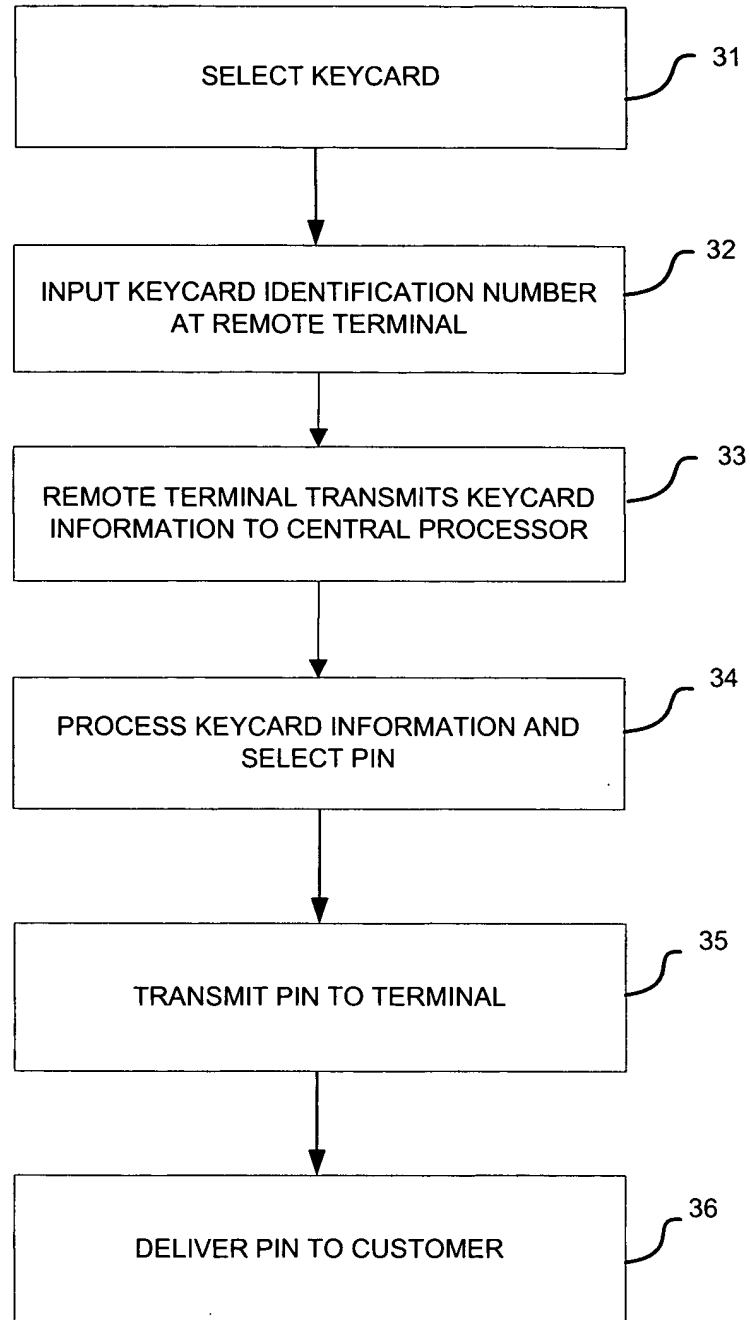 SELECT KEYCARD
31
INPUT KEYCARD IDENTIFICATION NUMBER
AT REMOTE TERMINAL
32
REMOTE TERMINAL TRANSMITS KEYCARD
INFORMATION TO CENTRAL PROCESSOR
33
PROCESS KEYCARD INFORMATION AND
SELECT PIN
34
TRANSMIT PIN TO TERMINAL
35
DELIVER PIN TO CUSTOMER
36